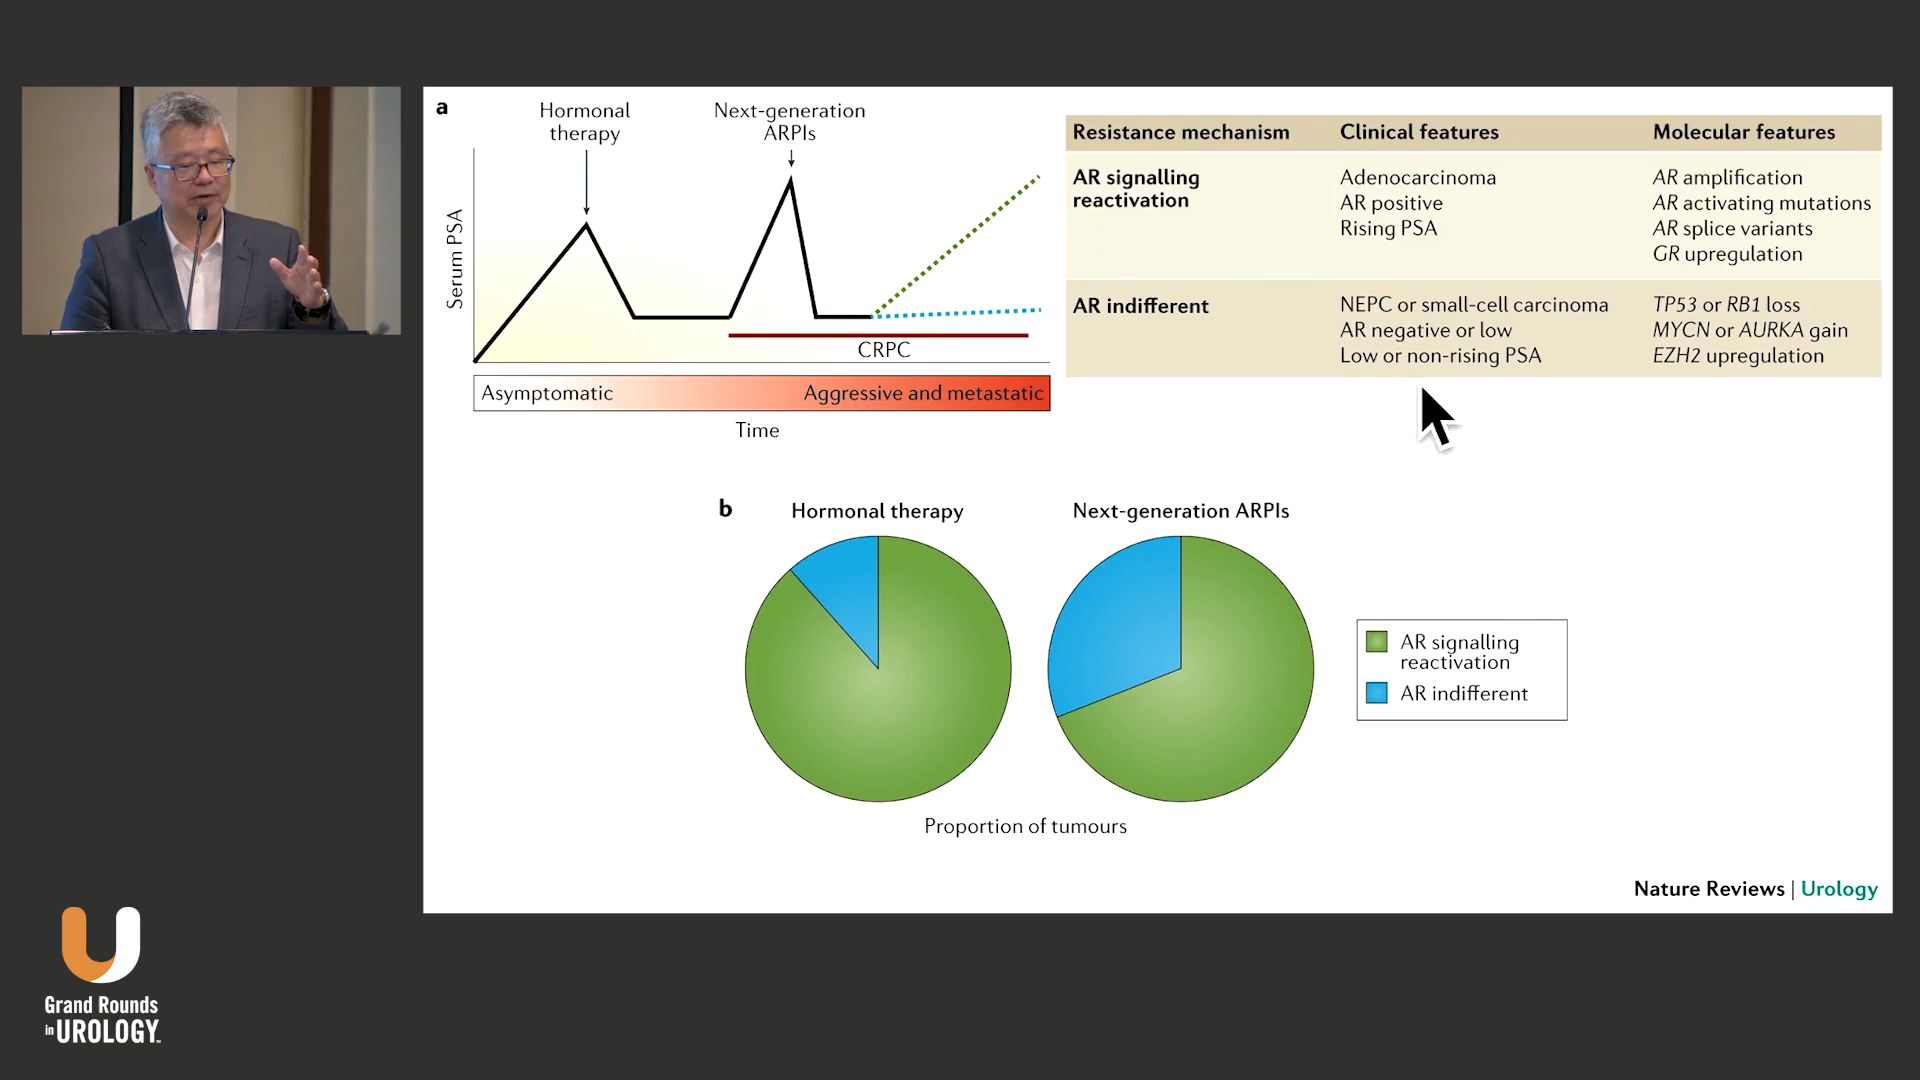 a
Hormonal
therapy
Next-generation
ARPIs
Serum PSA
CRPC
Asymptomatic
Aggressive and metastatic
Time
Resistance mechanism Clinical features Molecular features
AR signalling
reactivation
Adenocarcinoma
AR positive
Rising PSA
AR amplification
AR activating mutations
AR splice variants
GR upregulation
AR indifferent
NEPC or small-cell carcinoma
AR negative or low
Low or non-rising PSA
TP53 or RB1 loss
MYCN or AURKA gain
EZH2 upregulation
b
Hormonal therapy
Next-generation ARPIs
AR signalling
reactivation
AR indifferent
Proportion of tumours
Nature Reviews | Urology
Grand Rounds
in UROLOGY™